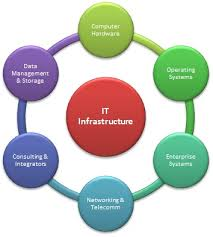 Computer
Hardware
Operating
Systems
Enterprise
Systems
Networking &
Telecomm
Consulting &
Integrators
Data
Management
& Storage
IT
Infrastructure